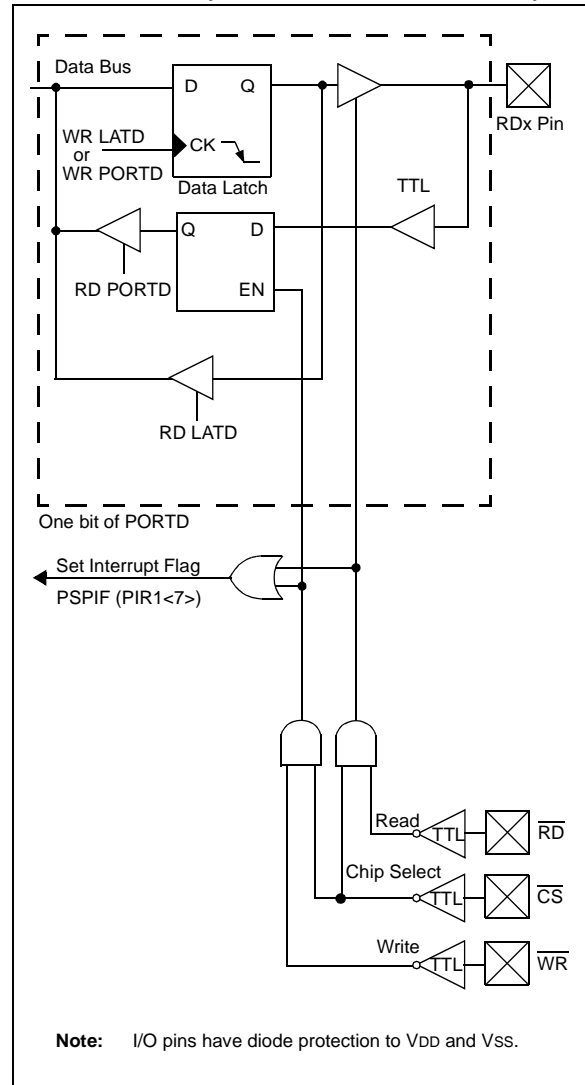 Data Bus
D Q
RDx Pin
WR LATD
or
WR PORTD
CK
Data Latch
TTL
Q D
RD PORTD
EN
RD LATD
One bit of PORTD
Set Interrupt Flag
PSPIF (PIR1<7>)
Read
TTL
RD
Chip Select
TTL
CS
Write
TTL
WR
Note: I/O pins have diode protection to VDD and VSS.